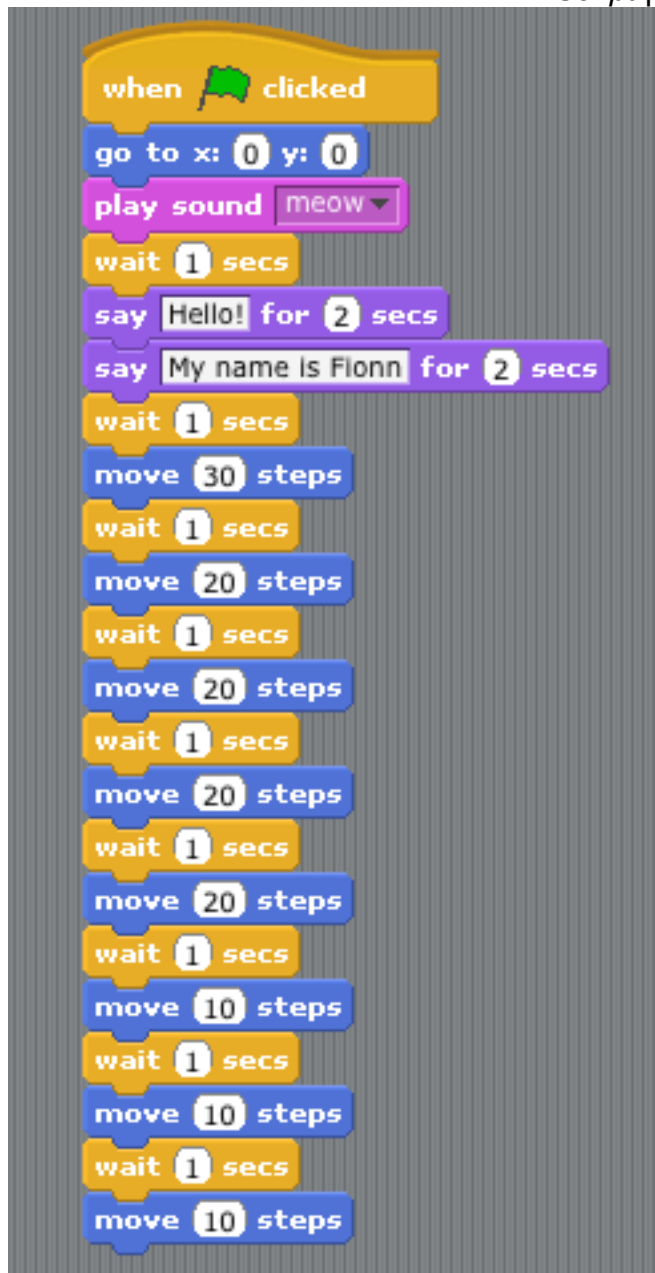 when clicked
go to x: 0 y: 0
play sound meow
wait 1 secs
say Hello! for 2 secs
say My name is Fionn for 2 secs
wait 1 secs
move 30 steps
wait 1 secs
move 20 steps
wait 1 secs
move 20 steps
wait 1 secs
move 20 steps
wait 1 secs
move 20 steps
wait 1 secs
move 10 steps
wait 1 secs
move 10 steps
wait 1 secs
move 10 steps